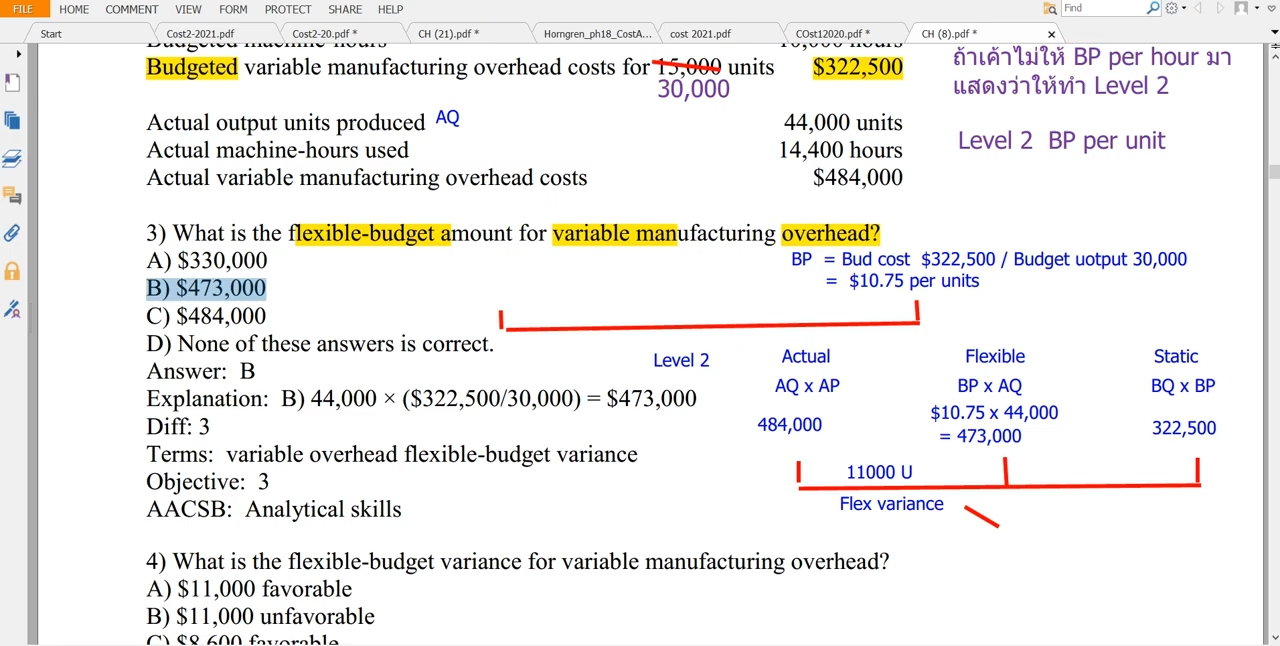 FILE HOME COMMENT VIEW FORM PROTECT SHARE HELP Find
Start Cost2-2021.pdf Cost2-20.pdf * CH (21).pdf * Horngren_ph18_CostA... cost 2021.pdf COst12020.pdf * CH (8).pdf *
Budgeted machine-hours 10,000 hours
Budgeted variable manufacturing overhead costs for 15,000 units $322,500
30,000
ถ้าเค้าไม่ให้ BP per hour มา
แสดงว่าให้ทำ Level 2
Actual output units produced AQ 44,000 units
Level 2 BP per unit
Actual machine-hours used 14,400 hours
Actual variable manufacturing overhead costs $484,000
3) What is the flexible-budget amount for variable manufacturing overhead?
A) $330,000
BP = Bud cost $322,500 / Budget uotput 30,000
= $10.75 per units
B) $473,000
C) $484,000
D) None of these answers is correct.
Level 2 Actual Flexible Static
Answer: B
AQ x AP BP x AQ BQ x BP
Explanation: B) 44,000 × ($322,500/30,000) = $473,000
$10.75 x 44,000
484,000 = 473,000 322,500
Diff: 3
Terms: variable overhead flexible-budget variance
11000 U
Objective: 3
Flex variance
AACSB: Analytical skills
4) What is the flexible-budget variance for variable manufacturing overhead?
A) $11,000 favorable
B) $11,000 unfavorable
C) $8,600 favorable